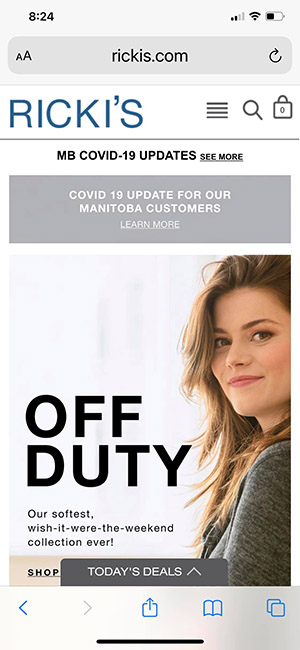 8:24
AA rickis.com
RICKI'S 0
MB COVID-19 UPDATES SEE MORE
COVID 19 UPDATE FOR OUR
MANITOBA CUSTOMERS
LEARN MORE
OFF
DUTY
Our softest,
wish-it-were-the-weekend
collection ever!
SHOP
TODAY'S DEALS